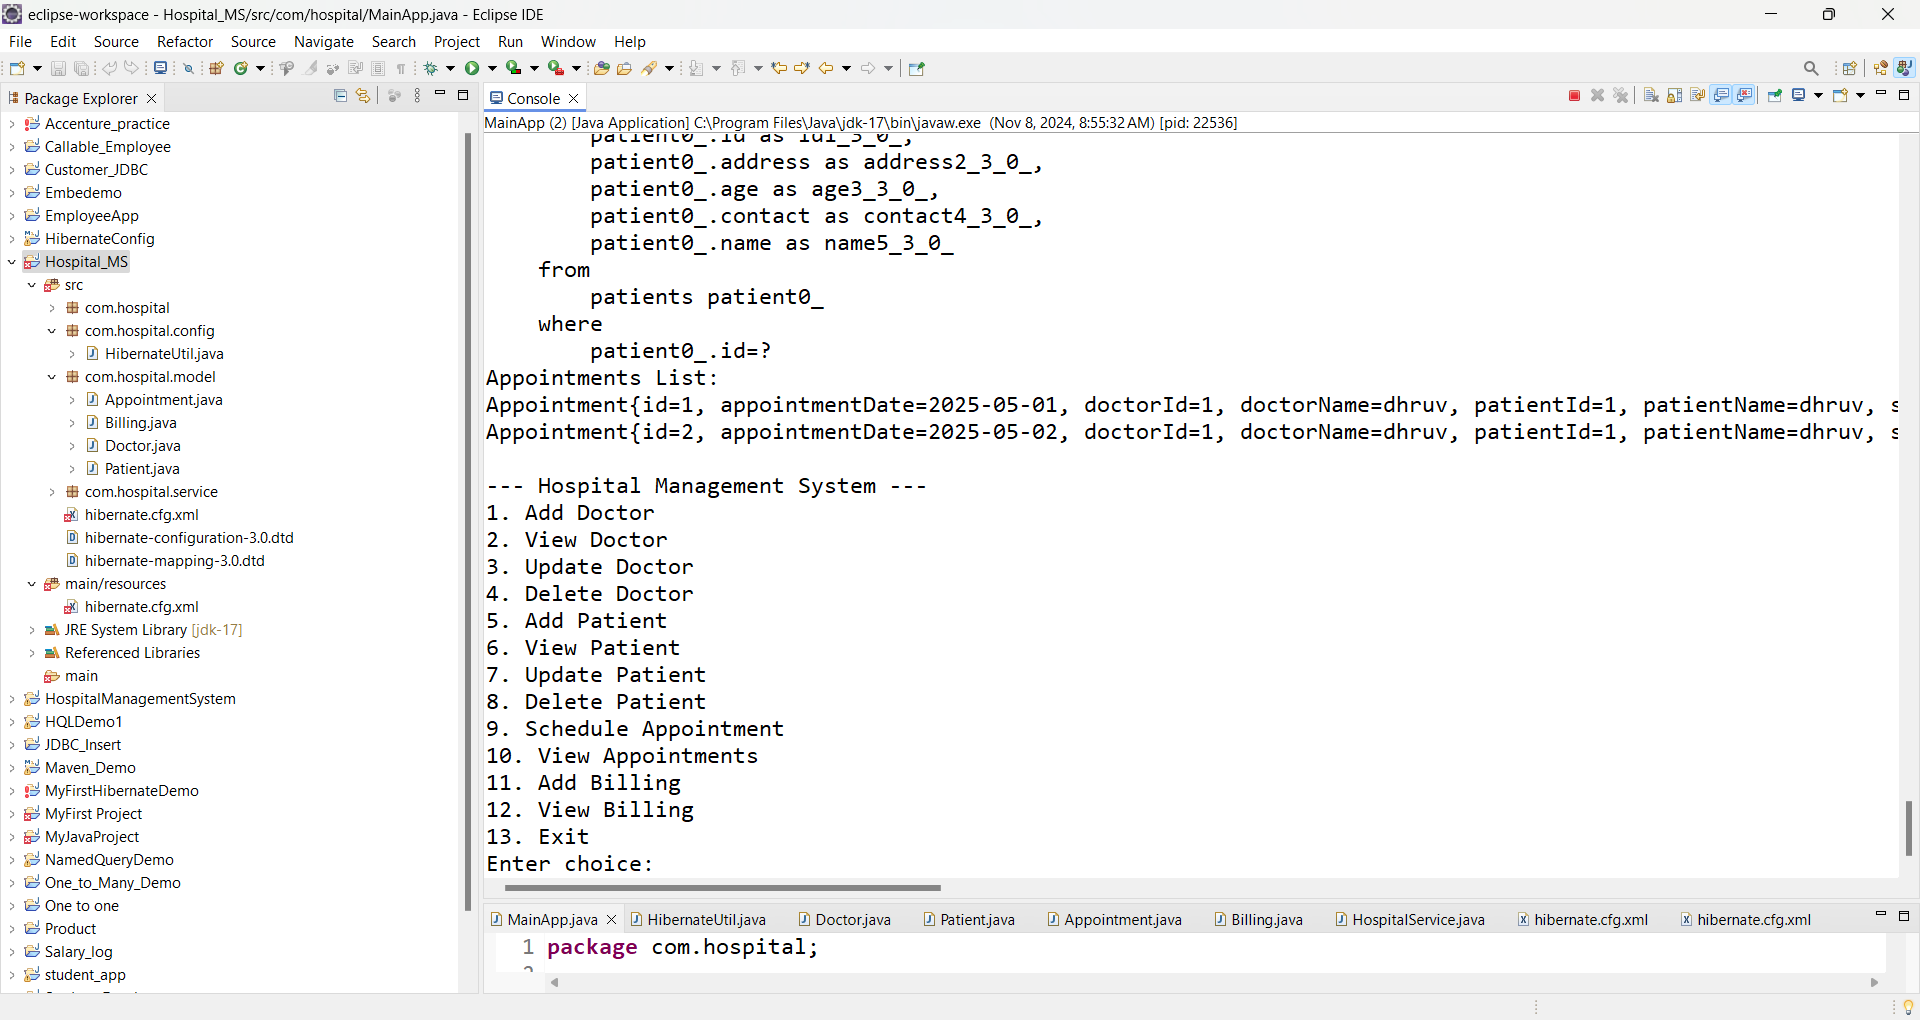 eclipse-workspace - Hospital_MS/src/com/hospital/MainApp.java - Eclipse IDE
File Edit Source Refactor Source Navigate Search Project Run Window Help
Package Explorer
Accenture_practice
Callable_Employee
Customer_JDBC
Embedemo
EmployeeApp
HibernateConfig
Hospital_MS
src
com.hospital
com.hospital.config
HibernateUtil.java
com.hospital.model
Appointment.java
Billing.java
Doctor.java
Patient.java
com.hospital.service
hibernate.cfg.xml
hibernate-configuration-3.0.dtd
hibernate-mapping-3.0.dtd
main/resources
hibernate.cfg.xml
JRE System Library [jdk-17]
Referenced Libraries
main
HospitalManagementSystem
HQLDemo1
JDBC_Insert
Maven_Demo
MyFirstHibernateDemo
MyFirst Project
MyJavaProject
NamedQueryDemo
One_to_Many_Demo
One to one
Product
Salary_log
student_app
Console
MainApp (2) [Java Application] C:\Program Files\Java\jdk-17\bin\javaw.exe (Nov 8, 2024, 8:55:32 AM) [pid: 22536]
patient0_.id as id1_3_0_,
patient0_.address as address2_3_0_,
patient0_.age as age3_3_0_,
patient0_.contact as contact4_3_0_,
patient0_.name as name5_3_0_
from
patients patient0_
where
patient0_.id=?
Appointments List:
Appointment{id=1, appointmentDate=2025-05-01, doctorId=1, doctorName=dhruv, patientId=1, patientName=dhruv, s
Appointment{id=2, appointmentDate=2025-05-02, doctorId=1, doctorName=dhruv, patientId=1, patientName=dhruv, s
--- Hospital Management System ---
1. Add Doctor
2. View Doctor
3. Update Doctor
4. Delete Doctor
5. Add Patient
6. View Patient
7. Update Patient
8. Delete Patient
9. Schedule Appointment
10. View Appointments
11. Add Billing
12. View Billing
13. Exit
Enter choice:
MainApp.java HibernateUtil.java Doctor.java Patient.java Appointment.java Billing.java HospitalService.java hibernate.cfg.xml hibernate.cfg.xml
1 package com.hospital;